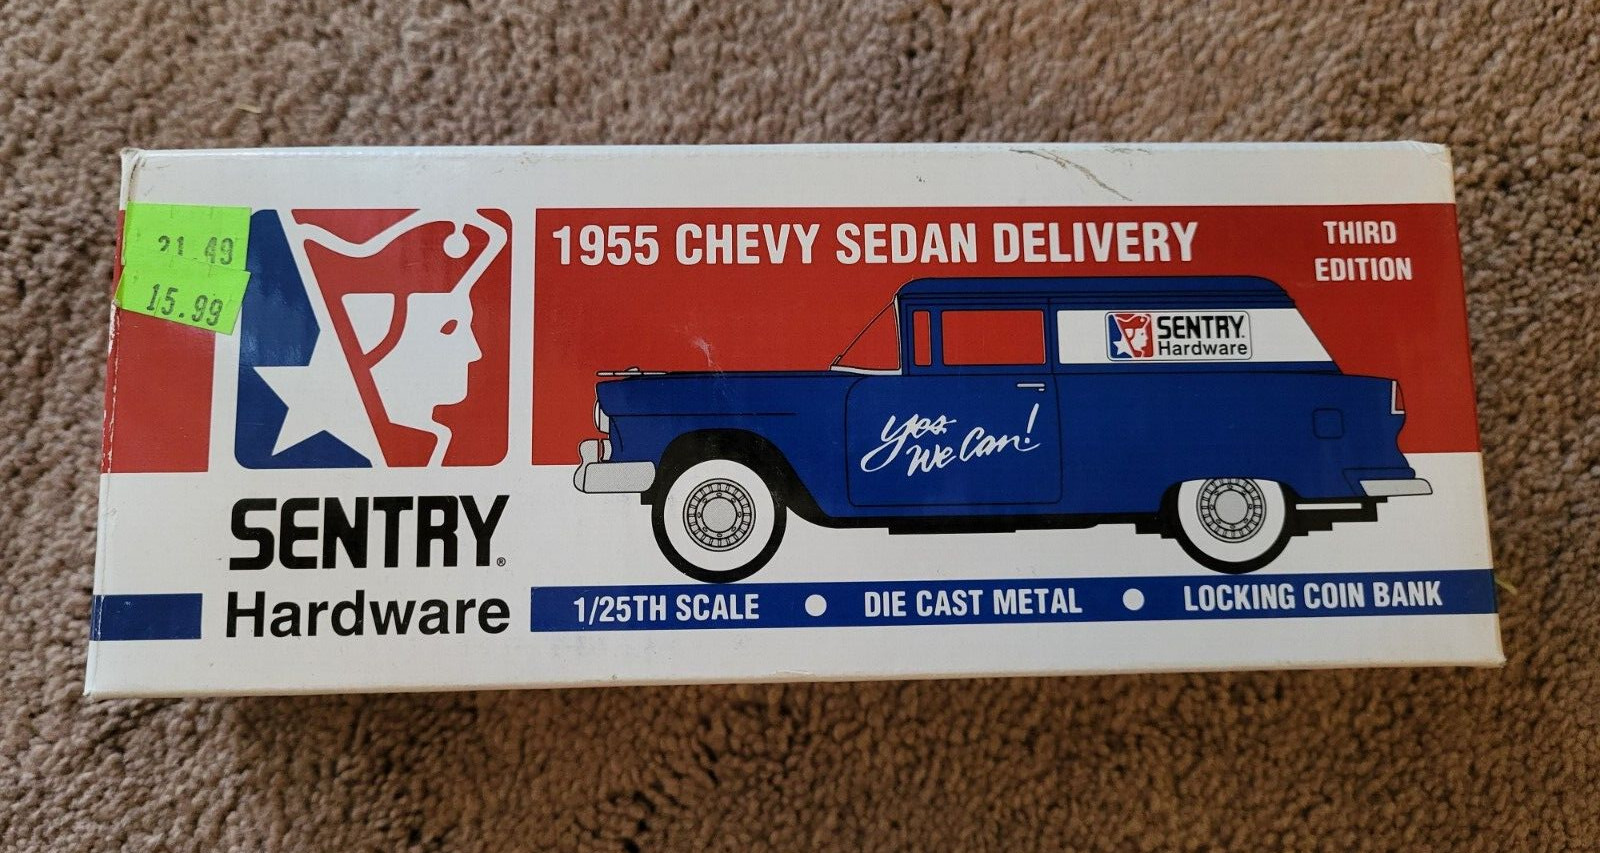 21.49
15.99
1955 CHEVY SEDAN DELIVERY
THIRD
EDITION
SENTRY
Hardware
Yes
We Can!
SENTRY®
Hardware
1/25TH SCALE ● DIE CAST METAL ● LOCKING COIN BANK